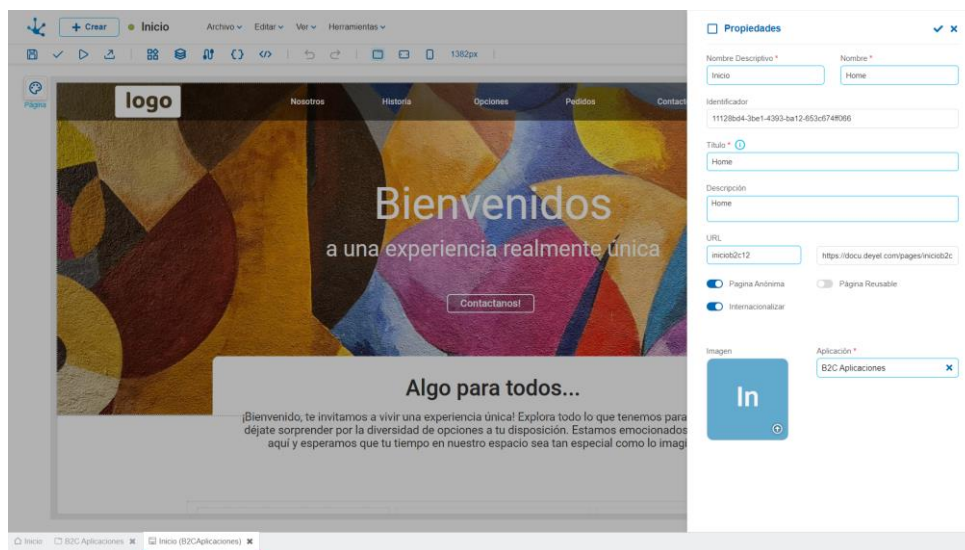 + Crear
Inicio
Archivo Editar Ver Herramientas
1382px
Página
logo
Nosotros Historia Opciones Pedidos Contact
Bienvenidos
a una experiencia realmente única
Contactanos!
Algo para todos...
¡Bienvenido, te invitamos a vivir una experiencia única! Explora todo lo que tenemos para
déjate sorprender por la diversidad de opciones a tu disposición. Estamos emocionados
aquí y esperamos que tu tiempo en nuestro espacio sea tan especial como lo imagi
Propiedades
Nombre Descriptivo * Nombre *
Inicio Home
Identificador
11128bd4-3be1-4393-ba12-653c674ff066
Título *
Home
Descripción
Home
URL
iniciob2c12 https://docu.deyel.com/pages/iniciob2c
Pagina Anónima Página Reusable
Internacionalizar
Imagen Aplicación *
B2C Aplicaciones
In
Inicio B2C Aplicaciones Inicio (B2CAplicaciones)